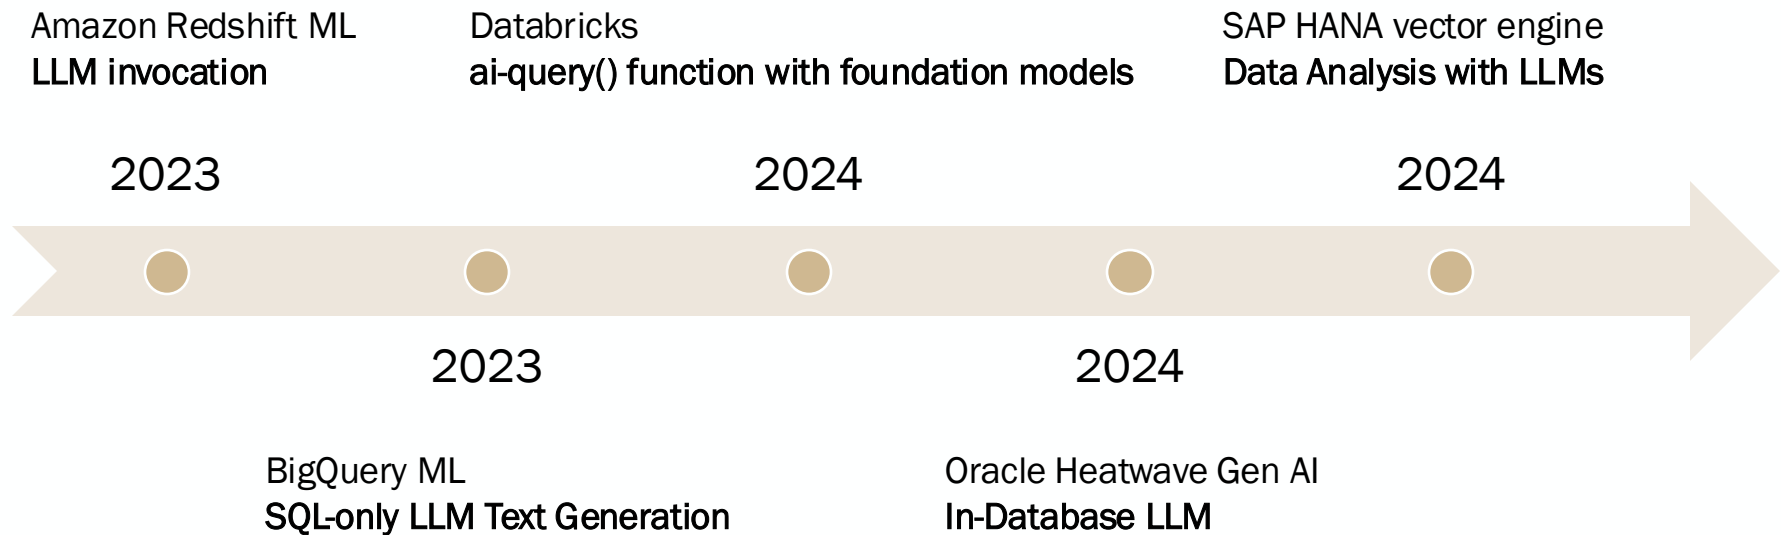 Amazon Redshift ML
LLM invocation
Databricks
ai-query() function with foundation models
SAP HANA vector engine
Data Analysis with LLMs
2023
2024
2024
2023
2024
BigQuery ML
SQL-only LLM Text Generation
Oracle Heatwave Gen AI
In-Database LLM